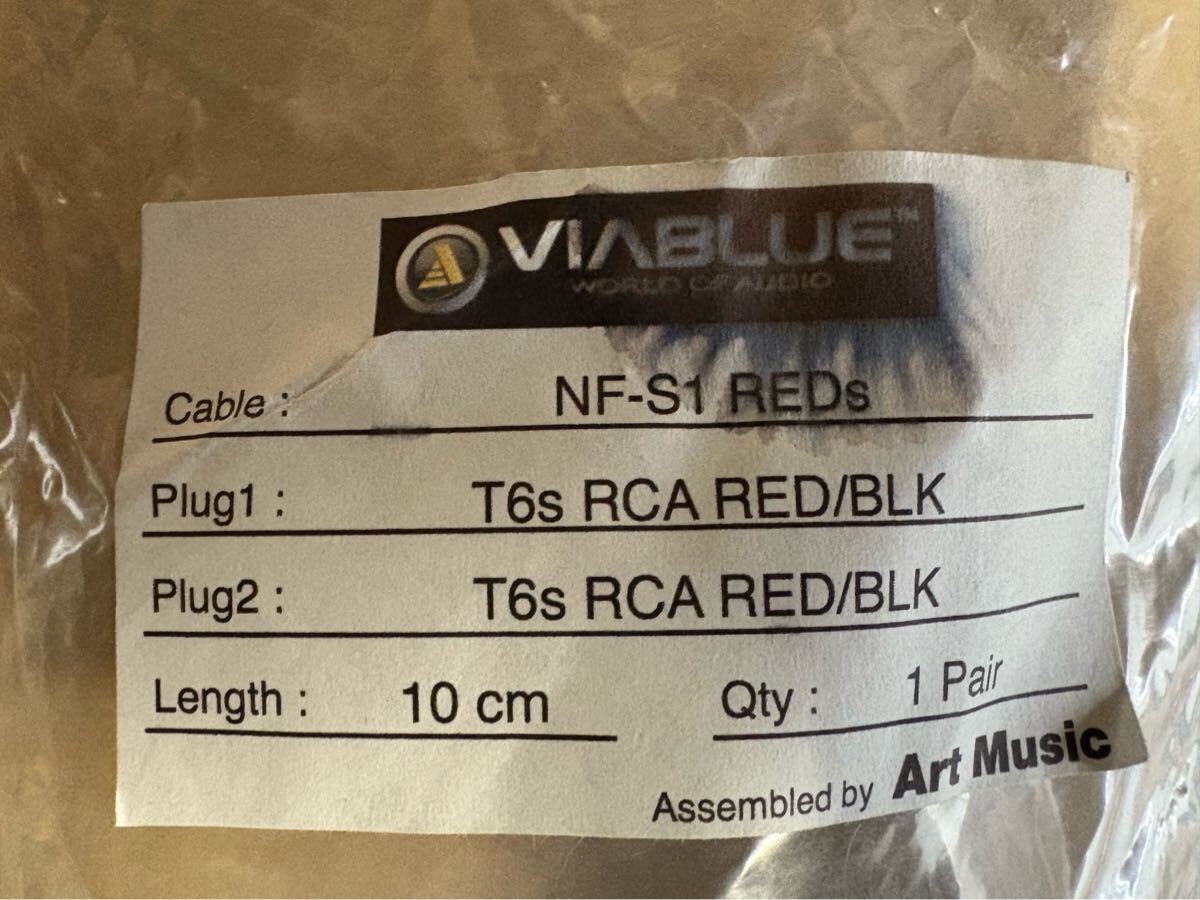 VIABLUE™
WORLD OF AUDIO
Cable : NF-S1 REDs
Plug1 : T6s RCA RED/BLK
Plug2 : T6s RCA RED/BLK
Length : 10 cm Qty : 1 Pair
Assembled by Art Music